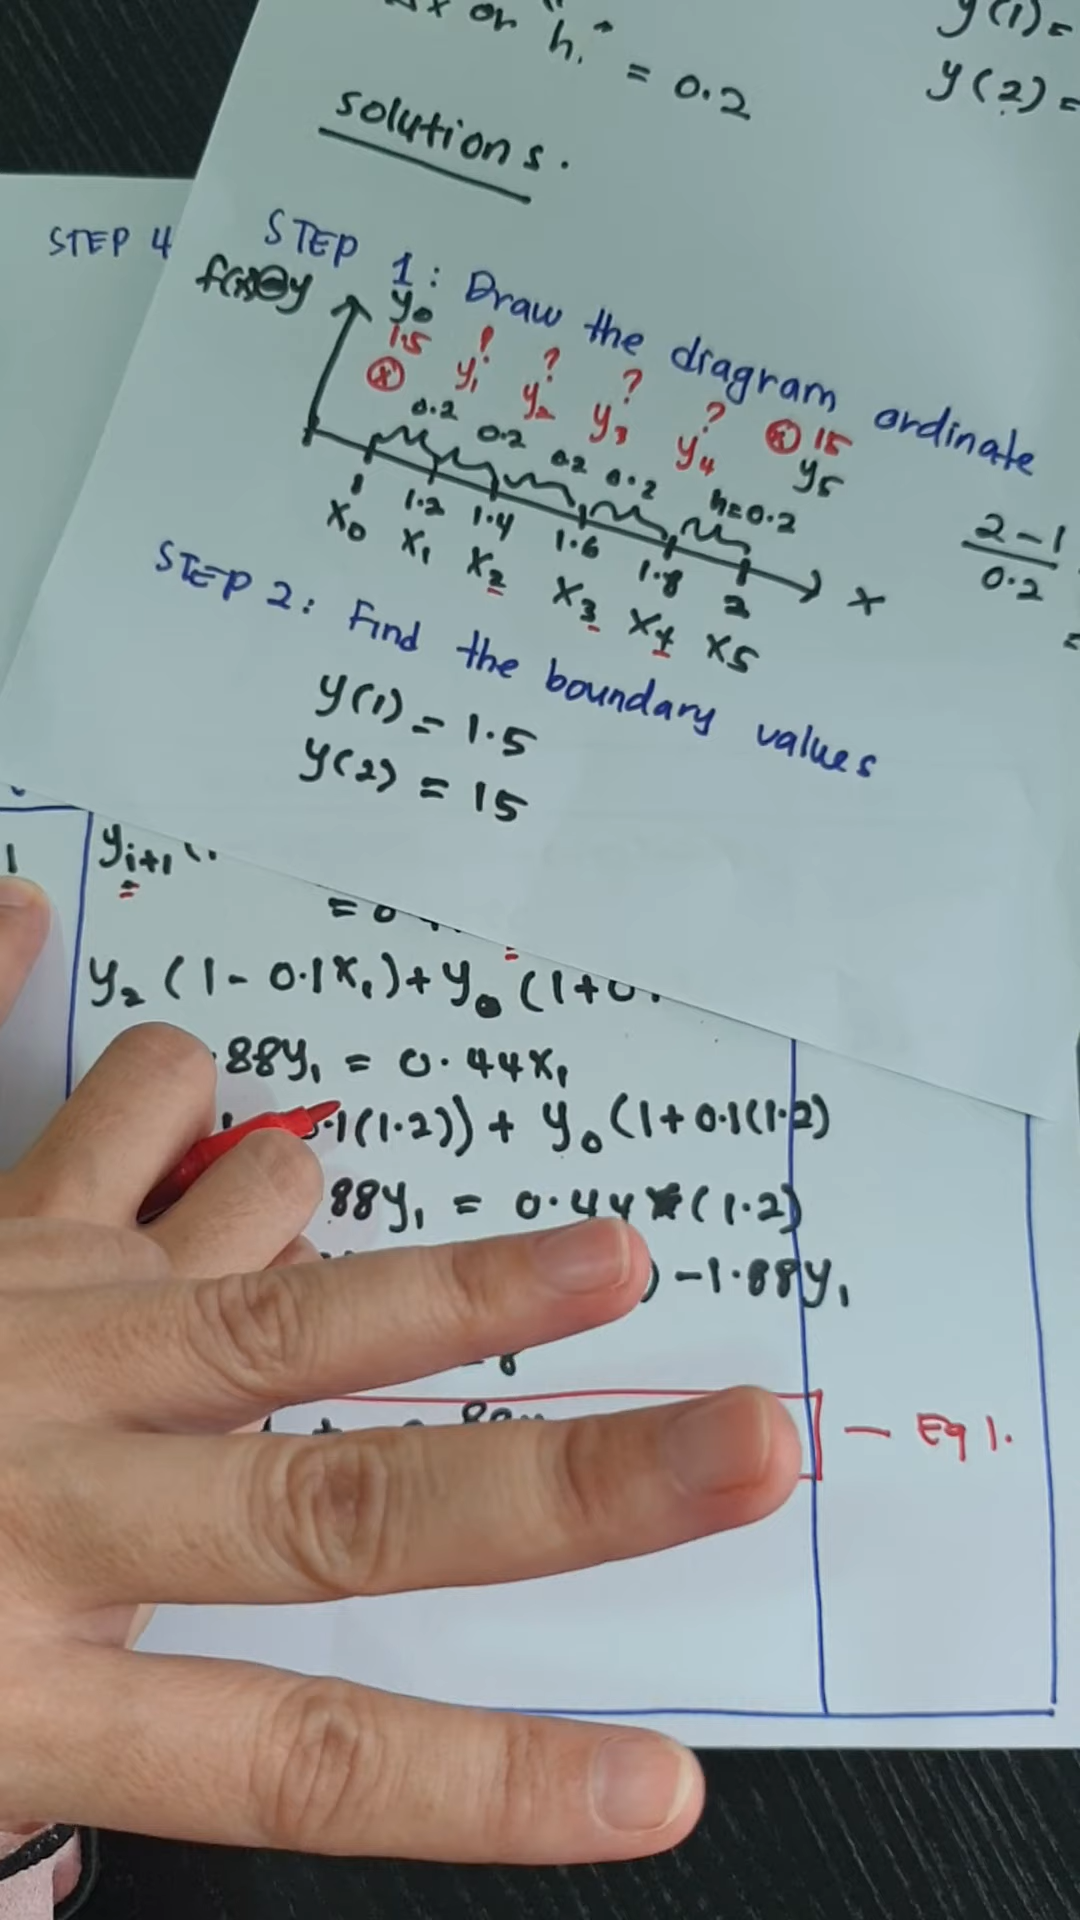 or "h" = 0.2
y(1)=
y(2)=
solutions.
STEP 4
STEP 1: Draw the diagram ordinate
f(x) y
y₀ 1.5 y₁ ? y₂ ? y₃ ? y₄ 15 y₅
0.2 0.2 0.2 0.2 h=0.2
1 1.2 1.4 1.6 1.8 2 x
x₀ x₁ x₂ x₃ x₄ x₅
2-1
0.2
=
STEP 2: Find the boundary values
y(1) = 1.5
y(2) = 15
1
yᵢ₊₁
= 0
y₂ (1- 0.1x₁)+ y₀ (1+0.
88y₁ = 0.44x₁
.1(1.2)) + y₀ (1+0.1(1.2)
88y₁ = 0.44 (1.2)
) -1.88y₁
— Eq 1.